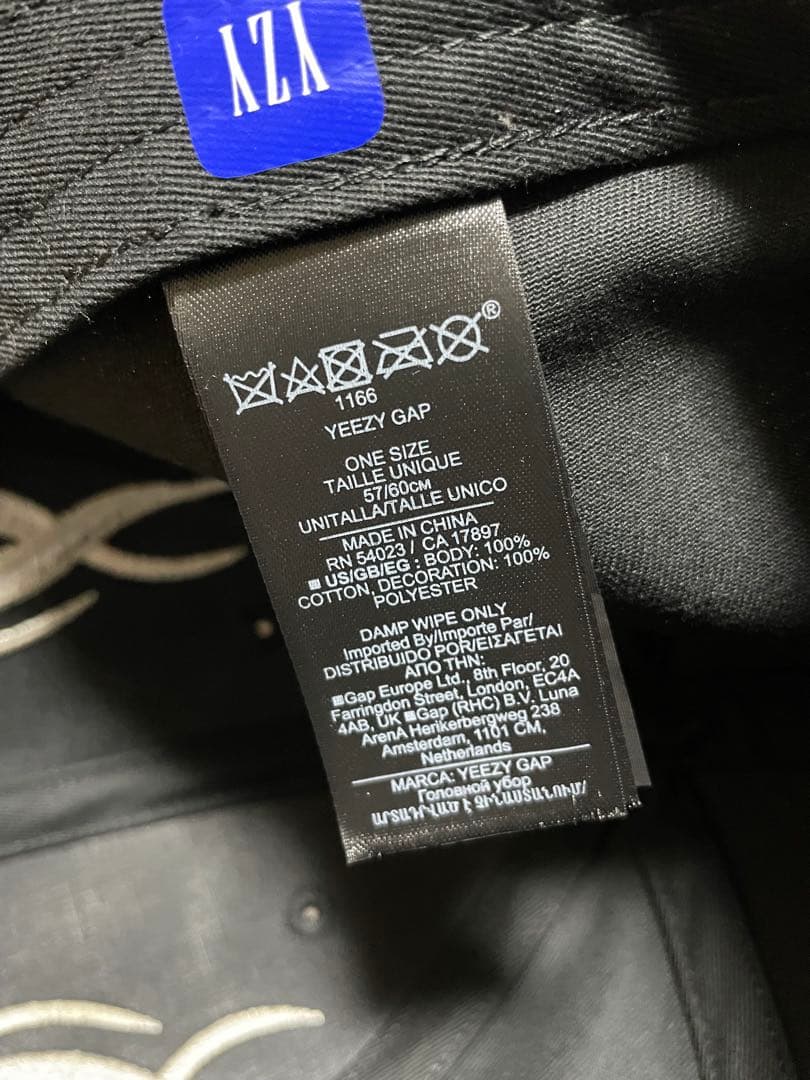 YZY
®
1166
YEEZY GAP
ONE SIZE
TAILLE UNIQUE
57/60CM
UNITALLA/TALLE UNICO
MADE IN CHINA
RN 54023 / CA 17897
US/GB/EG : BODY: 100%
COTTON, DECORATION: 100%
POLYESTER
DAMP WIPE ONLY
Imported By/Importe Par/
DISTRIBUIDO POR/ΕΙΣΑΓΕΤΑΙ
ΑΠΟ ΤΗΝ:
Gap Europe Ltd., 8th Floor, 20
Farringdon Street, London, EC4A
4AB, UK Gap (RHC) B.V. Luna
ArenA Herikerbergweg 238
Amsterdam, 1101 CM,
Netherlands
MARCA: YEEZY GAP
Головной убор
ԱՐՏԱԴՐՎԱԾ Է ՉԻՆԱՍՏԱՆՈՒՄ/